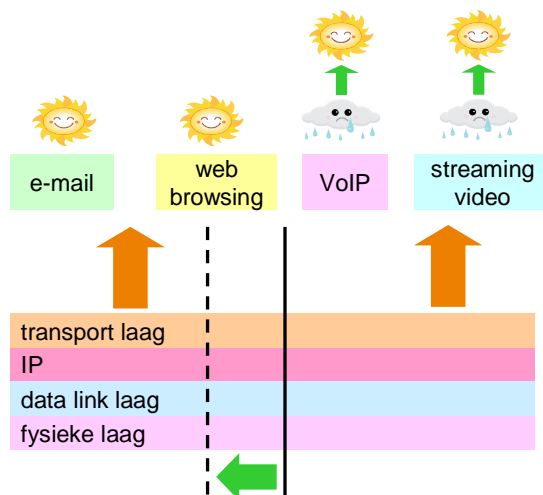 e-mail
web
browsing
VoIP
streaming
video
transport laag
IP
data link laag
fysieke laag